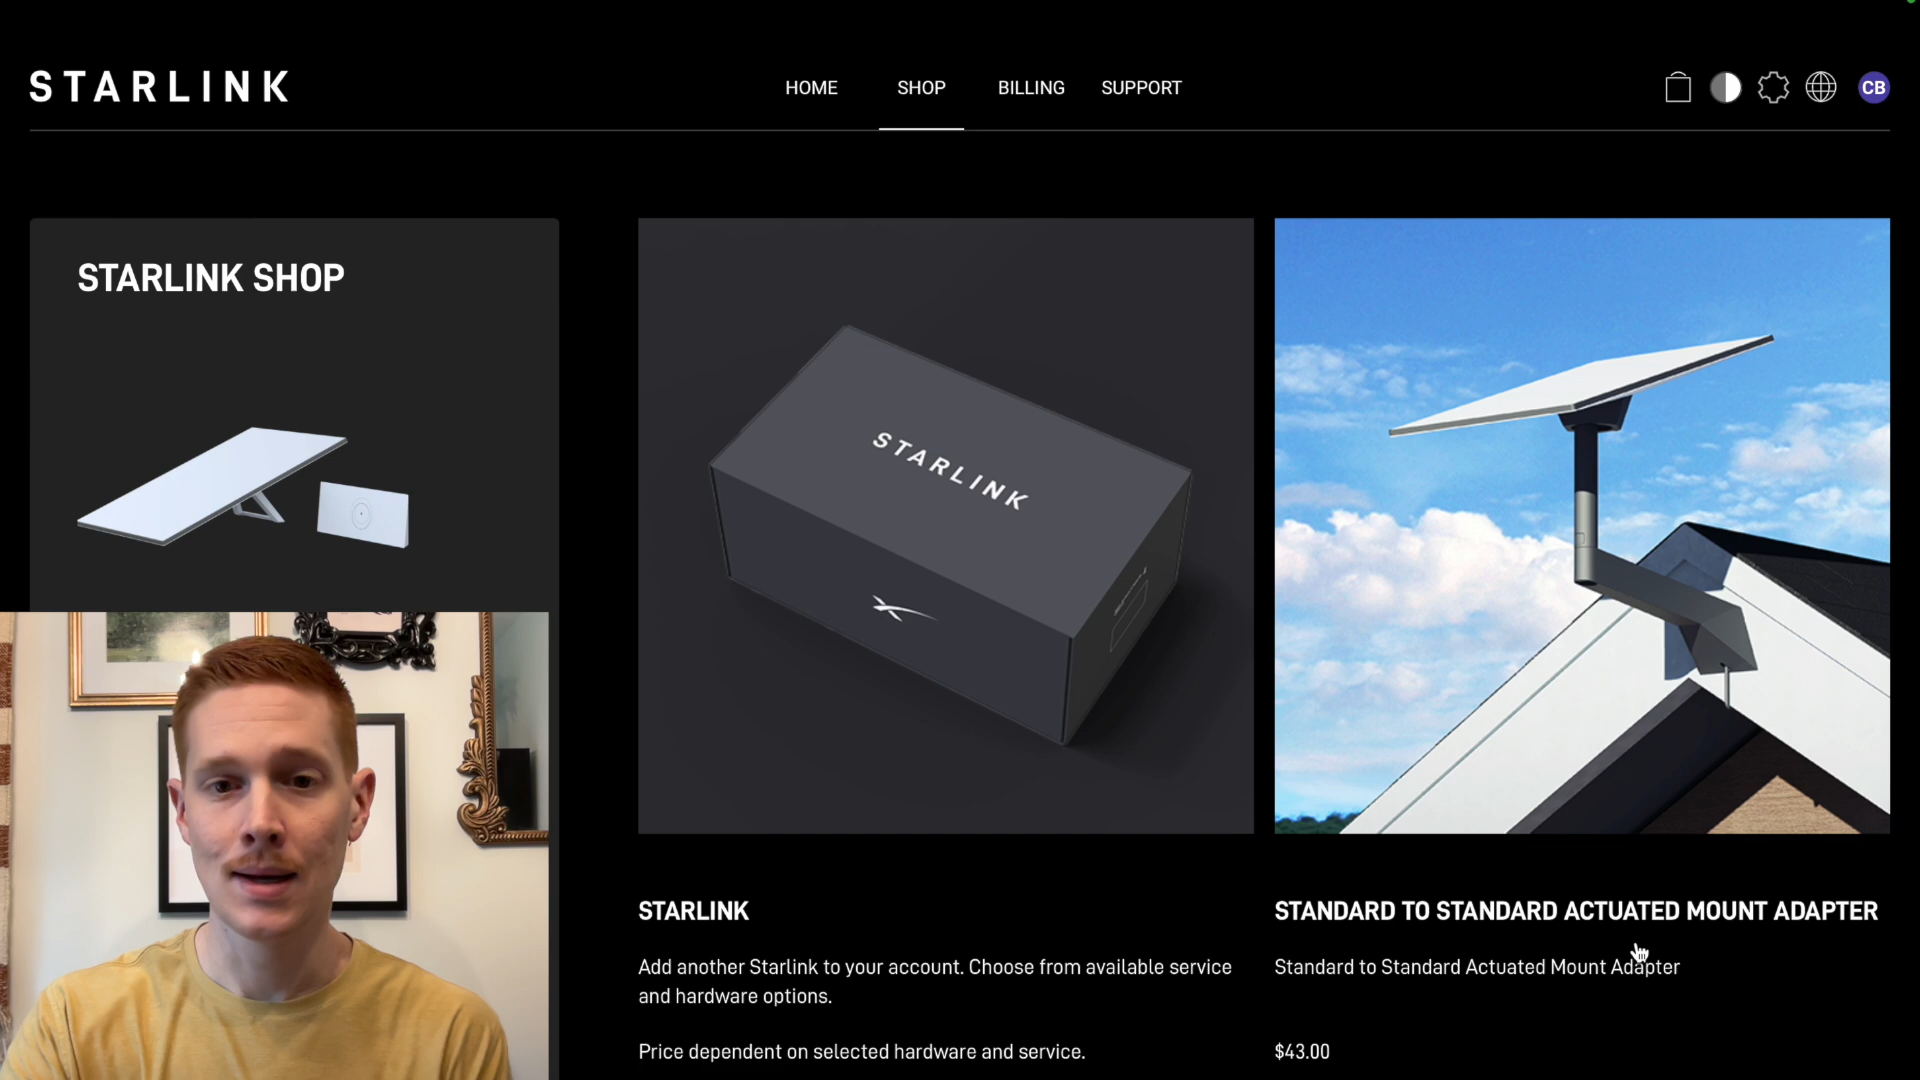 STARLINK
HOME
SHOP
BILLING
SUPPORT
CB
STARLINK SHOP
STARLINK
STARLINK
Add another Starlink to your account. Choose from available service
and hardware options.
Price dependent on selected hardware and service.
STANDARD TO STANDARD ACTUATED MOUNT ADAPTER
Standard to Standard Actuated Mount Adapter
$43.00